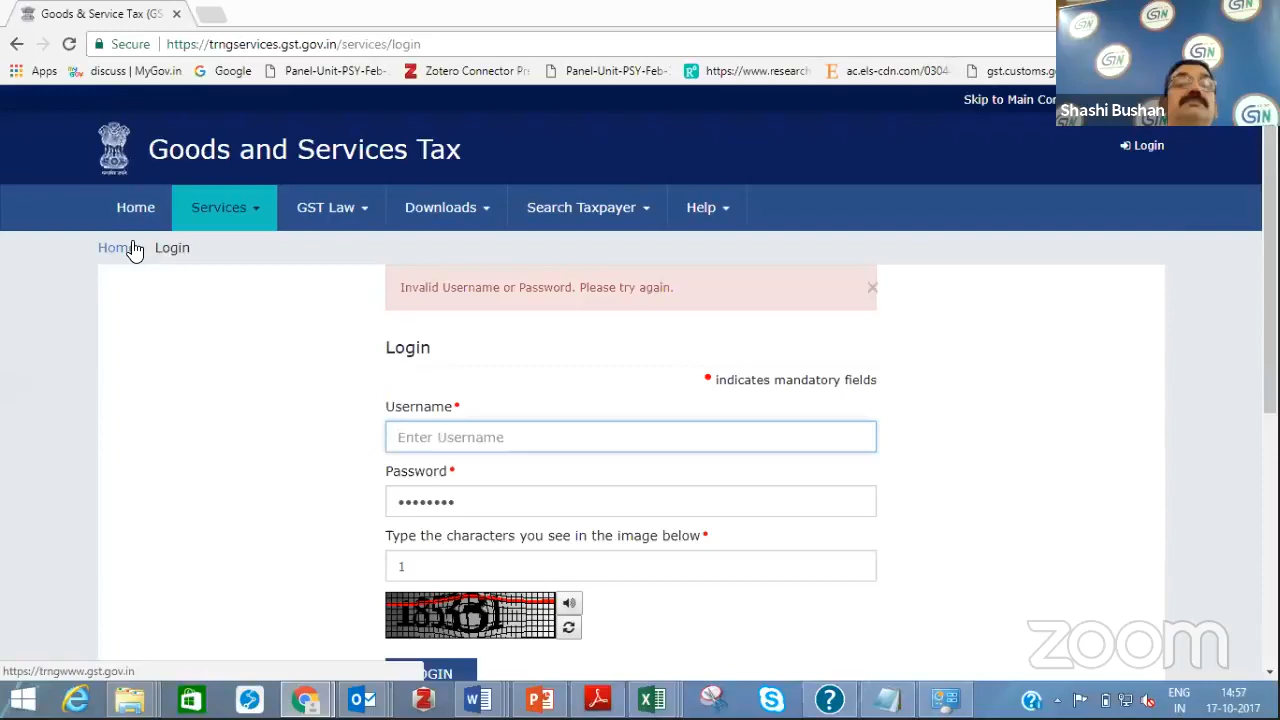 Goods & Service Tax (GS
Secure https://trngservices.gst.gov.in/services/login
Apps discuss | MyGov.in Google Panel-Unit-PSY-Feb- Zotero Connector Pr Panel-Unit-PSY-Feb- https://www.research ac.els-cdn.com/0304- gst.customs.go
Shashi Bushan
Skip to Main Con
Goods and Services Tax
Login
Home Services GST Law Downloads Search Taxpayer Help
Home Login
Invalid Username or Password. Please try again.
Login
• indicates mandatory fields
Username•
Enter Username
Password•
••••••••
Type the characters you see in the image below•
1
LOGIN
zoom
https://trngwww.gst.gov.in
ENG
IN
14:57
17-10-2017